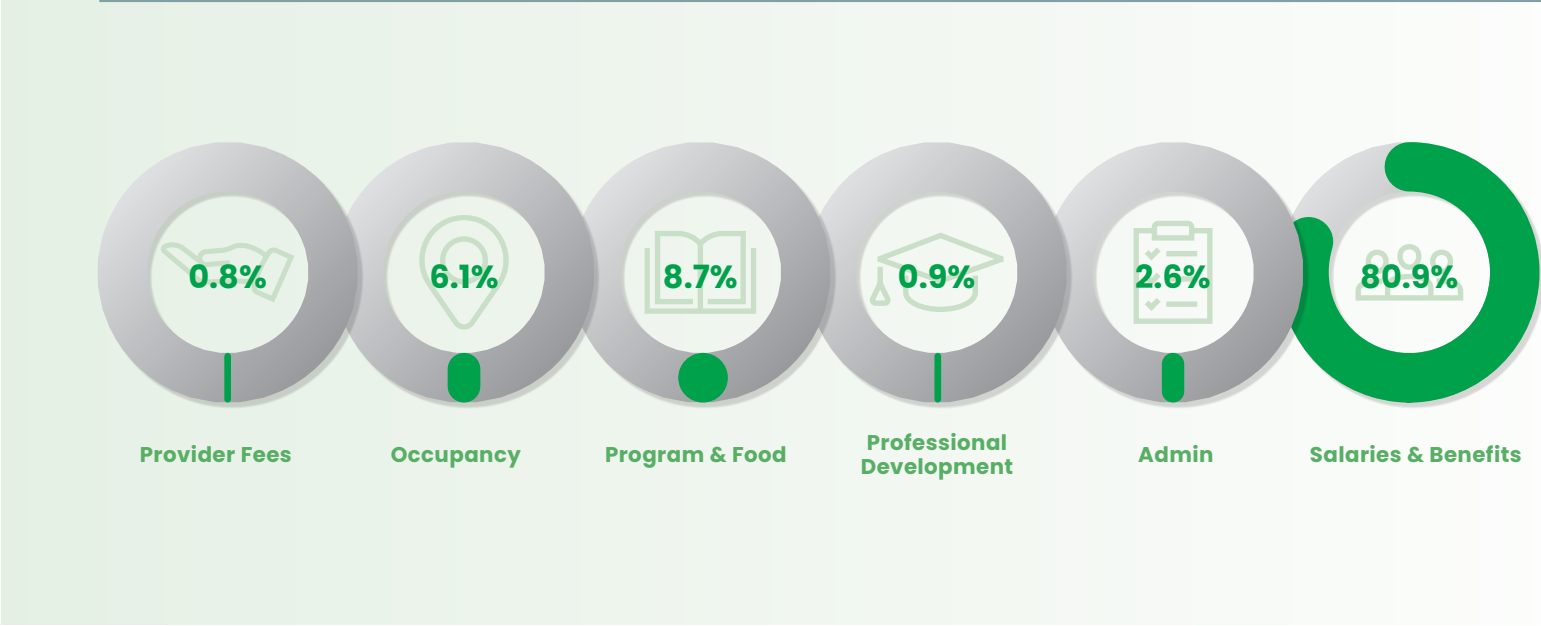 0.8%
6.1%
8.7%
0.9%
2.6%
80.9%
Provider Fees
Occupancy
Program & Food
Professional
Development
Admin
Salaries & Benefits